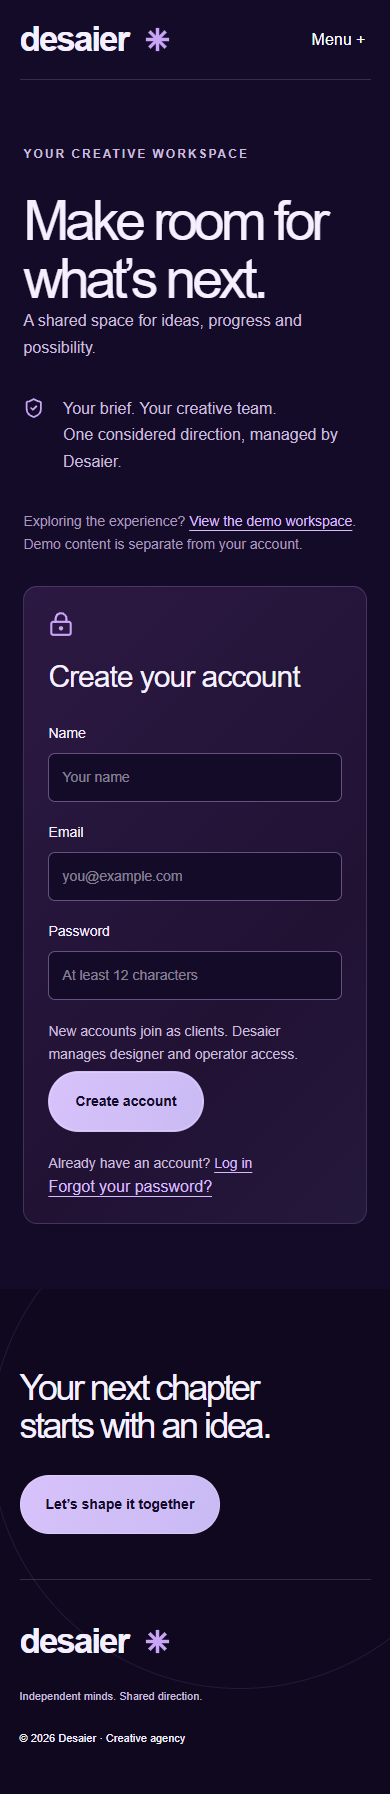 desaier
Menu +
YOUR CREATIVE WORKSPACE
Make room for
what's next.
A shared space for ideas, progress and
possibility.
Your brief. Your creative team.
One considered direction, managed by
Desaier.
Exploring the experience? View the demo workspace.
Demo content is separate from your account.
Create your account
Name
Your name
Email
you@example.com
Password
At least 12 characters
New accounts join as clients. Desaier
manages designer and operator access.
Create account
Already have an account? Log in
Forgot your password?
Your next chapter
starts with an idea.
Let's shape it together
desaier
Independent minds. Shared direction.
© 2026 Desaier · Creative agency